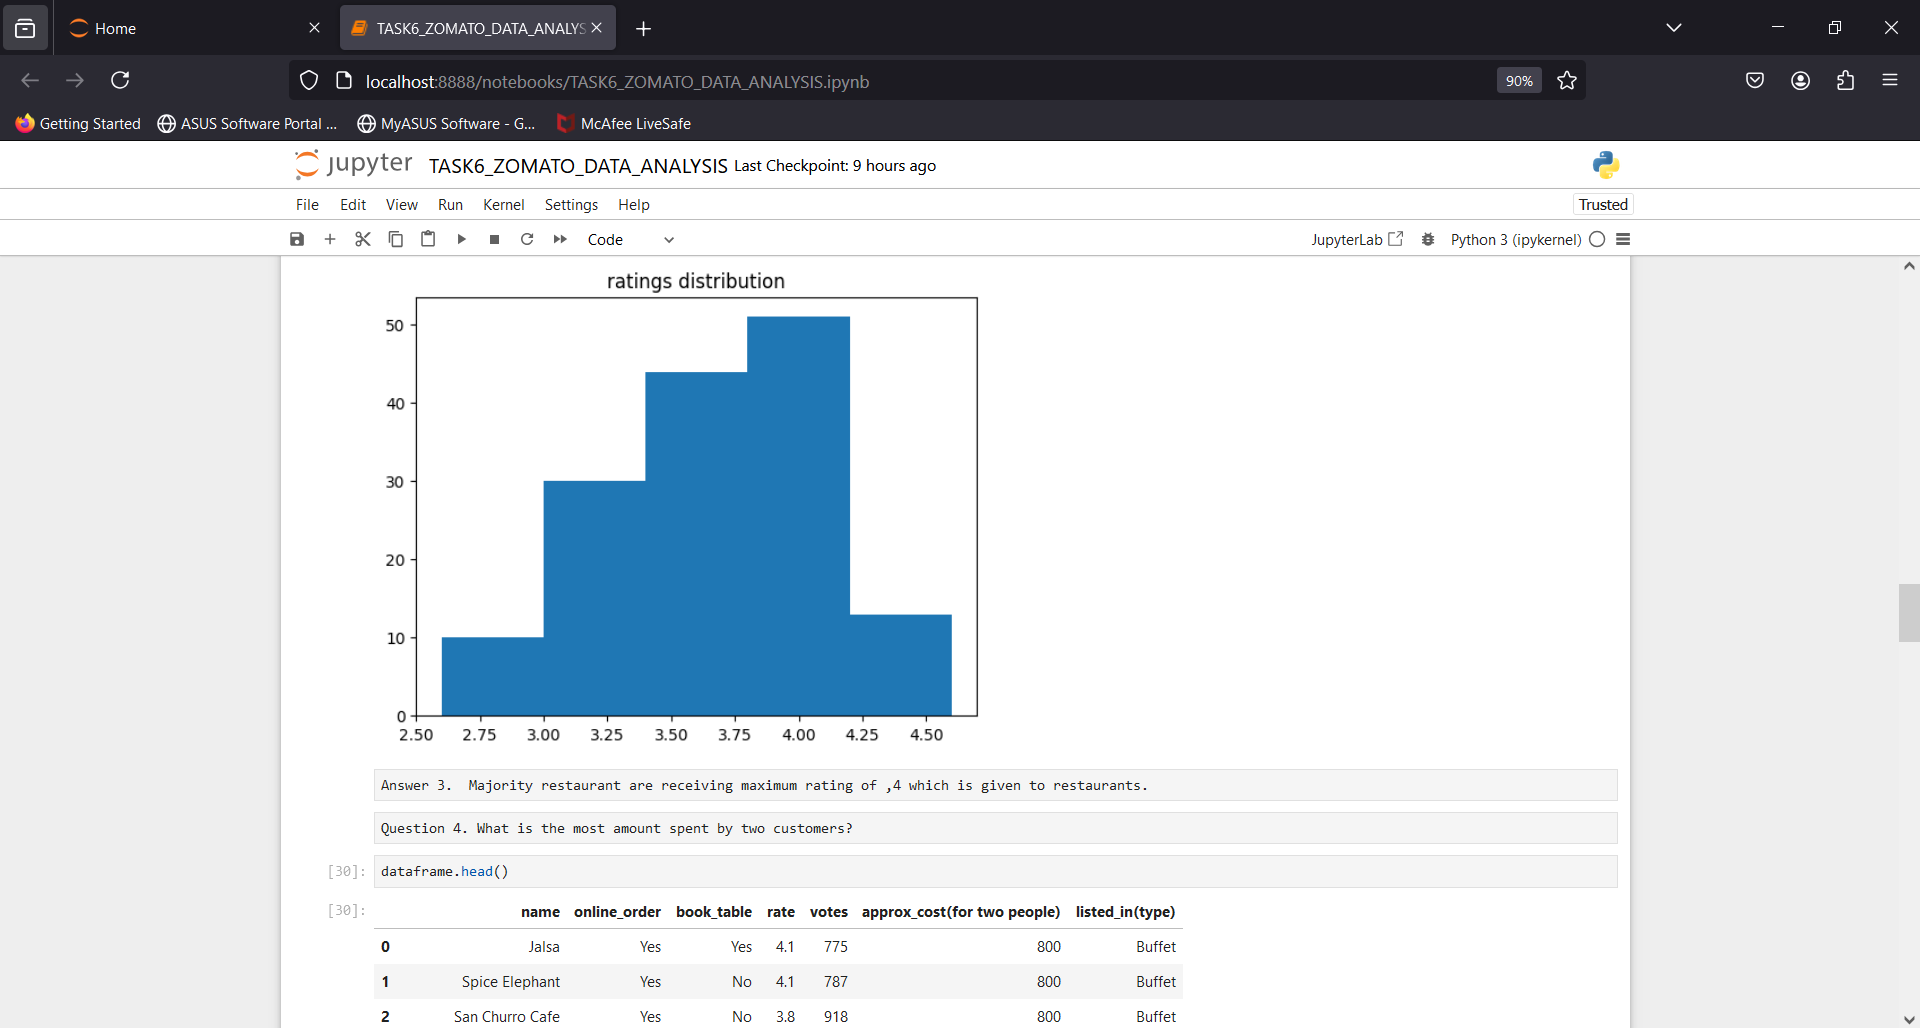 Home
TASK6_ZOMATO_DATA_ANALYS
localhost:8888/notebooks/TASK6_ZOMATO_DATA_ANALYSIS.ipynb
90%
Getting Started
ASUS Software Portal ...
MyASUS Software - G...
McAfee LiveSafe
jupyter TASK6_ZOMATO_DATA_ANALYSIS Last Checkpoint: 9 hours ago
File Edit View Run Kernel Settings Help
Trusted
Code
JupyterLab
Python 3 (ipykernel)
ratings distribution
50
40
30
20
10
0
2.50 2.75 3.00 3.25 3.50 3.75 4.00 4.25 4.50
Answer 3.  Majority restaurant are receiving maximum rating of ,4 which is given to restaurants.
Question 4. What is the most amount spent by two customers?
[30]: dataframe.head()
[30]: name online_order book_table rate votes approx_cost(for two people) listed_in(type)
0 Jalsa Yes Yes 4.1 775 800 Buffet
1 Spice Elephant Yes No 4.1 787 800 Buffet
2 San Churro Cafe Yes No 3.8 918 800 Buffet